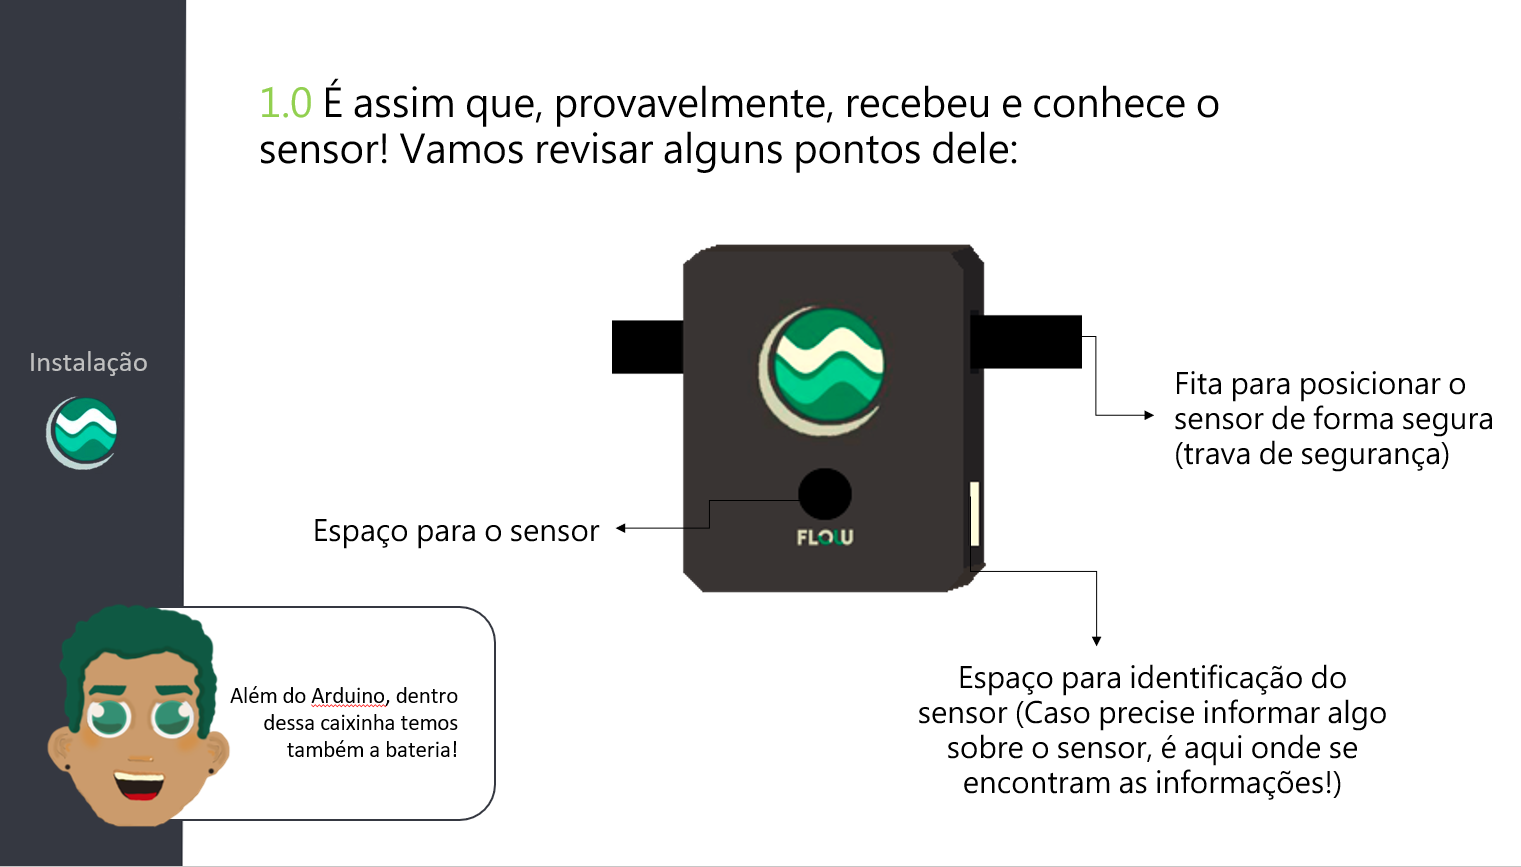 1.0 É assim que, provavelmente, recebeu e conhece o
sensor! Vamos revisar alguns pontos dele:
Instalação
Fita para posicionar o
sensor de forma segura
(trava de segurança)
Espaço para o sensor
FLOW
Espaço para identificação do
sensor (Caso precise informar algo
sobre o sensor, é aqui onde se
encontram as informações!)
Além do Arduino, dentro
dessa caixinha temos
também a bateria!